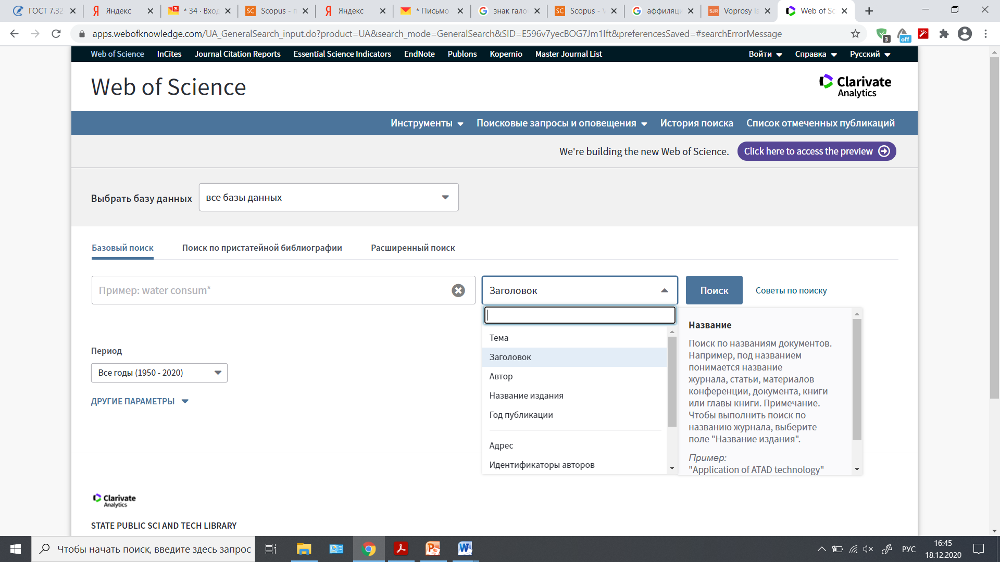 ГОСТ 7.32
Яндекс
* 34 · Вход
Scopus - п
Яндекс
* Письмо
знак гало
Scopus - V
аффиляци
Voprosy Is
Web of Sc
apps.webofknowledge.com/UA_GeneralSearch_input.do?product=UA&search_mode=GeneralSearch&SID=E596v7yecBOG7Jm1Ift&preferencesSaved=#searchErrorMessage
3
off
Web of Science InCites Journal Citation Reports Essential Science Indicators EndNote Publons Kopernio Master Journal List Войти Справка Русский
Web of Science
Clarivate
Analytics
Инструменты Поисковые запросы и оповещения История поиска Список отмеченных публикаций
We're building the new Web of Science. Click here to access the preview
Выбрать базу данных все базы данных
Базовый поиск Поиск по пристатейной библиографии Расширенный поиск
Пример: water consum* Заголовок Поиск Советы по поиску
Тема
Заголовок
Автор
Название издания
Год публикации
Адрес
Идентификаторы авторов
Название
Поиск по названиям документов.
Например, под названием
понимается название
журнала, статьи, материалов
конференции, документа, книги
или главы книги. Примечание.
Чтобы выполнить поиск по
названию журнала, выберите
поле "Название издания".
Пример:
"Application of ATAD technology"
Период
Все годы (1950 - 2020)
ДРУГИЕ ПАРАМЕТРЫ
Clarivate
Analytics
STATE PUBLIC SCI AND TECH LIBRARY
Чтобы начать поиск, введите здесь запрос
РУС
16:45
18.12.2020